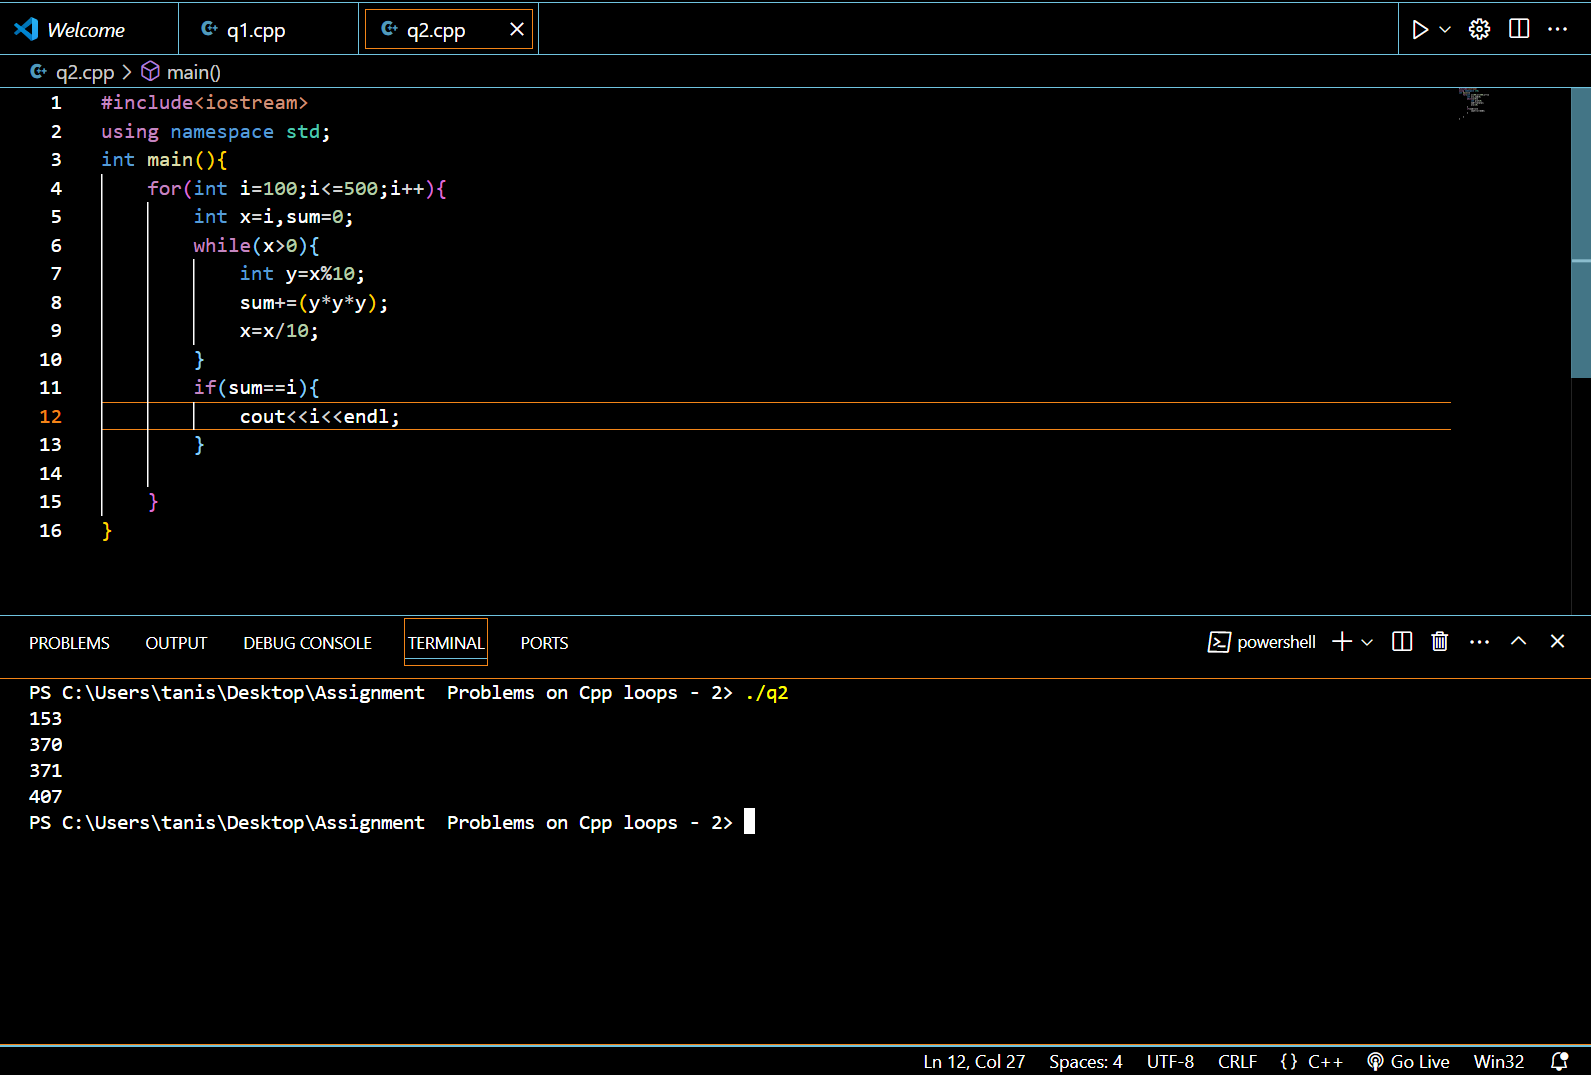 Welcome q1.cpp q2.cpp
q2.cpp > main()
1 #include<iostream>
2 using namespace std;
3 int main(){
4 for(int i=100;i<=500;i++){
5 int x=i,sum=0;
6 while(x>0){
7 int y=x%10;
8 sum+=(y*y*y);
9 x=x/10;
10 }
11 if(sum==i){
12 cout<<i<<endl;
13 }
14
15 }
16 }
PROBLEMS OUTPUT DEBUG CONSOLE TERMINAL PORTS powershell
PS C:\Users\tanis\Desktop\Assignment  Problems on Cpp loops - 2> ./q2
153
370
371
407
PS C:\Users\tanis\Desktop\Assignment  Problems on Cpp loops - 2>
Ln 12, Col 27 Spaces: 4 UTF-8 CRLF {} C++ Go Live Win32